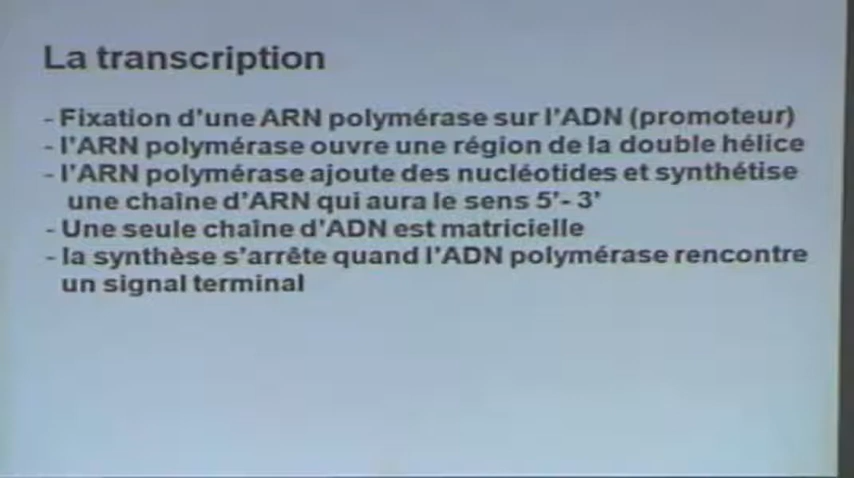 La transcription
- Fixation d'une ARN polymérase sur l'ADN (promoteur)
- l'ARN polymérase ouvre une région de la double hélice
- l'ARN polymérase ajoute des nucléotides et synthétise
une chaîne d'ARN qui aura le sens 5'- 3'
- Une seule chaîne d'ADN est matricielle
- la synthèse s'arrête quand l'ADN polymérase rencontre
un signal terminal